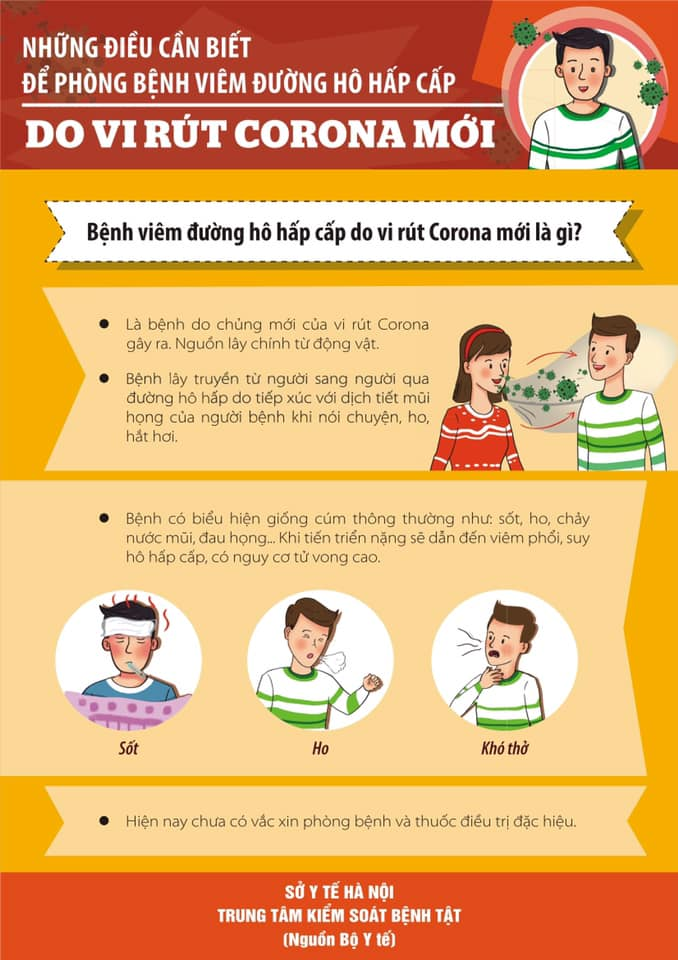 NHỮNG ĐIỀU CẦN BIẾT
ĐỂ PHÒNG BỆNH VIÊM ĐƯỜNG HÔ HẤP CẤP
DO VI RÚT CORONA MỚI
Bệnh viêm đường hô hấp cấp do vi rút Corona mới là gì?
● Là bệnh do chủng mới của vi rút Corona
gây ra. Nguồn lây chính từ động vật.
● Bệnh lây truyền từ người sang người qua
đường hô hấp do tiếp xúc với dịch tiết mũi
họng của người bệnh khi nói chuyện, ho,
hắt hơi.
● Bệnh có biểu hiện giống cúm thông thường như: sốt, ho, chảy
nước mũi, đau họng... Khi tiến triển nặng sẽ dẫn đến viêm phổi, suy
hô hấp cấp, có nguy cơ tử vong cao.
Sốt
Ho
Khó thở
● Hiện nay chưa có vắc xin phòng bệnh và thuốc điều trị đặc hiệu.
SỞ Y TẾ HÀ NỘI
TRUNG TÂM KIỂM SOÁT BỆNH TẬT
(Nguồn Bộ Y tế)